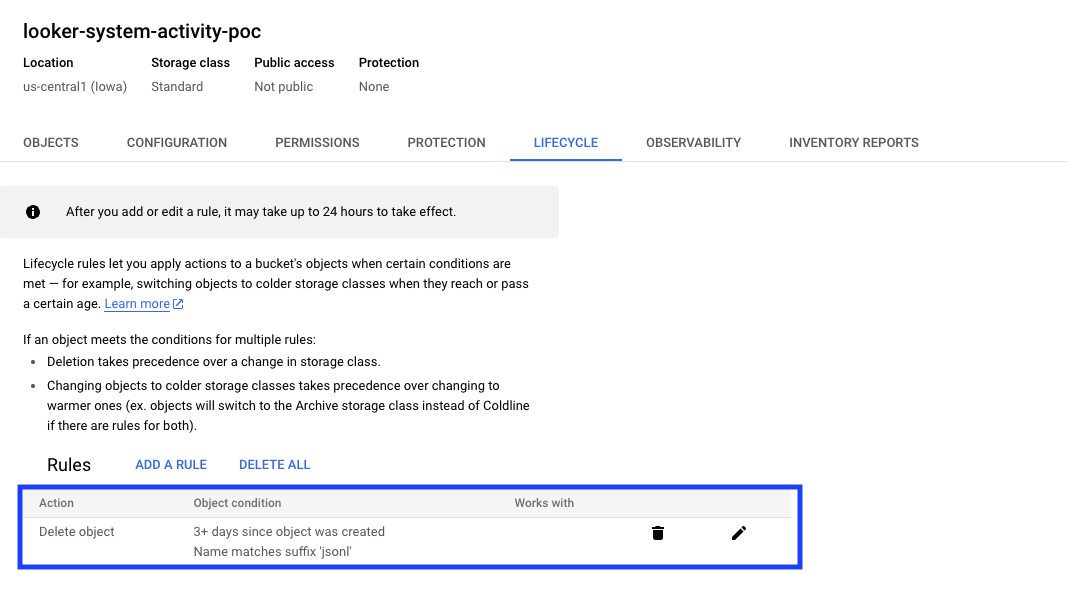 looker-system-activity-poc
Location Storage class Public access Protection
us-central1 (Iowa) Standard Not public None
OBJECTS CONFIGURATION PERMISSIONS PROTECTION LIFECYCLE OBSERVABILITY INVENTORY REPORTS
After you add or edit a rule, it may take up to 24 hours to take effect.
Lifecycle rules let you apply actions to a bucket's objects when certain conditions are
met — for example, switching objects to colder storage classes when they reach or pass
a certain age. Learn more
If an object meets the conditions for multiple rules:
• Deletion takes precedence over a change in storage class.
• Changing objects to colder storage classes takes precedence over changing to
warmer ones (ex. objects will switch to the Archive storage class instead of Coldline
if there are rules for both).
Rules ADD A RULE DELETE ALL
Action Object condition Works with
Delete object 3+ days since object was created
Name matches suffix 'jsonl'